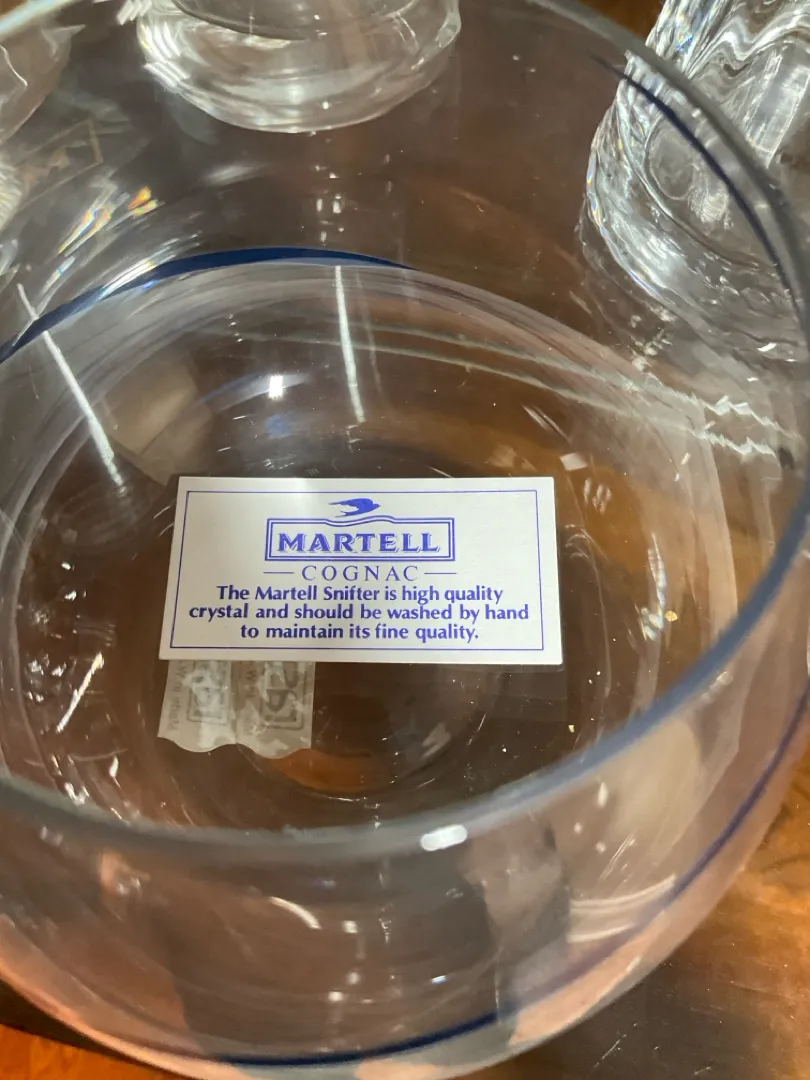 MARTELL
COGNAC
The Martell Snifter is high quality
crystal and should be washed by hand
to maintain its fine quality.